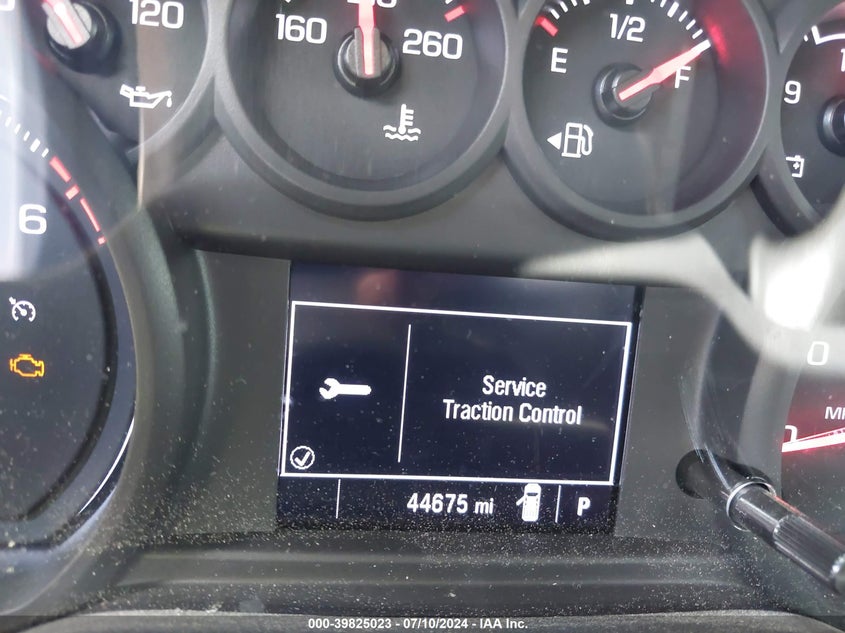 120
160
260
E
1/2
F
9
6
Service
Traction Control
44675 mi
P
000-39825023 - 07/10/2024 - IAA Inc.